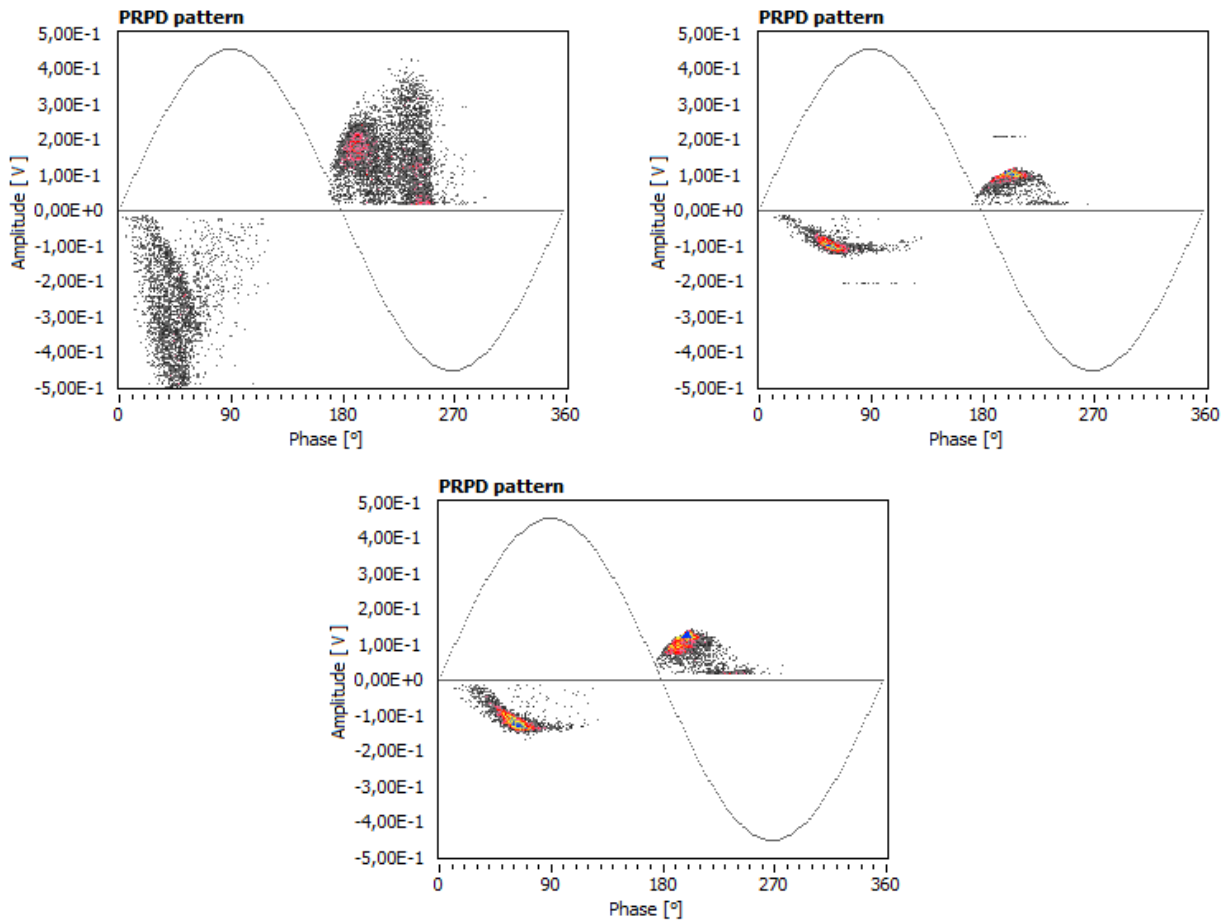 PRPD pattern
5,00E-1
4,00E-1
3,00E-1
2,00E-1
1,00E-1
0,00E+0
-1,00E-1
-2,00E-1
-3,00E-1
-4,00E-1
-5,00E-1
Amplitude [ V ]
0 90 180 270 360
Phase [°]
PRPD pattern
5,00E-1
4,00E-1
3,00E-1
2,00E-1
1,00E-1
0,00E+0
-1,00E-1
-2,00E-1
-3,00E-1
-4,00E-1
-5,00E-1
Amplitude [ V ]
0 90 180 270 360
Phase [°]
PRPD pattern
5,00E-1
4,00E-1
3,00E-1
2,00E-1
1,00E-1
0,00E+0
-1,00E-1
-2,00E-1
-3,00E-1
-4,00E-1
-5,00E-1
Amplitude [ V ]
0 90 180 270 360
Phase [°]